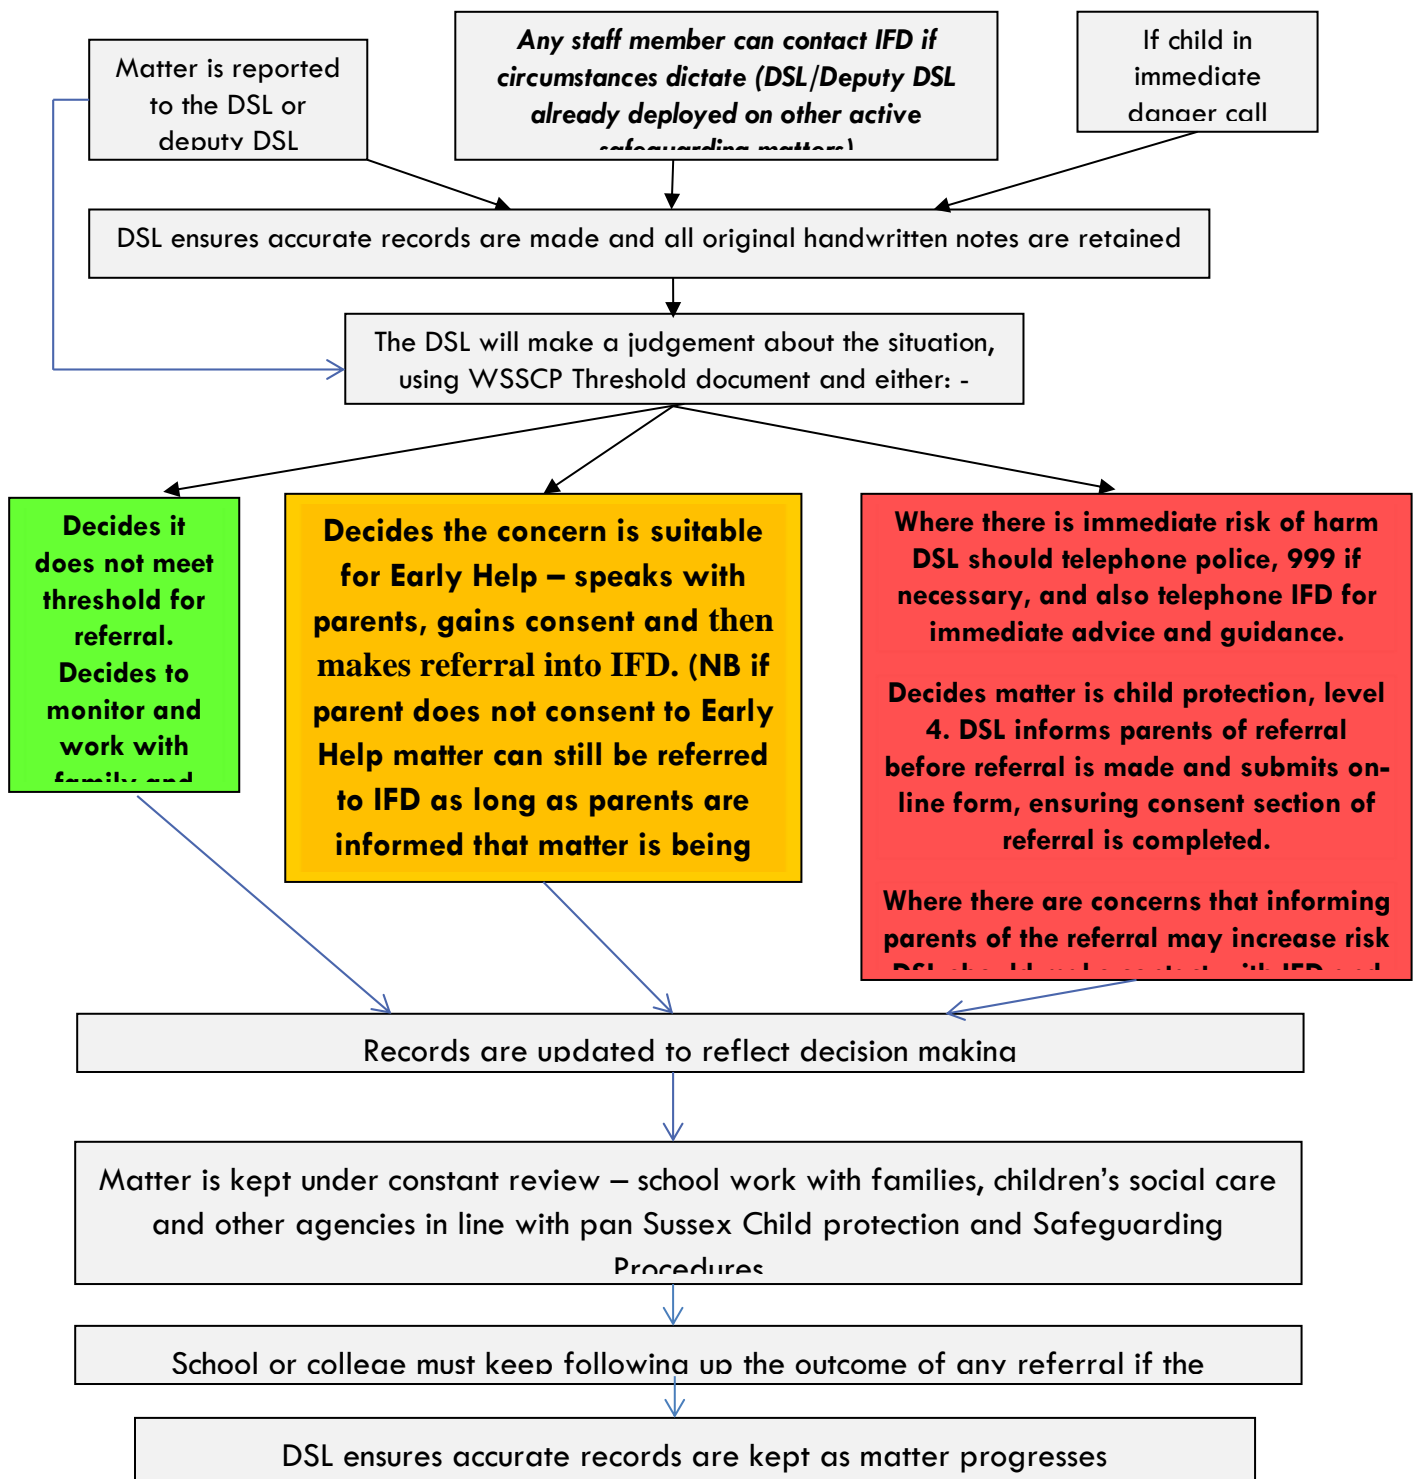 Matter is reported
to the DSL or
deputy DSL
Any staff member can contact IFD if
circumstances dictate (DSL/Deputy DSL
already deployed on other active
safeguarding matters)
If child in
immediate
danger call
DSL ensures accurate records are made and all original handwritten notes are retained
The DSL will make a judgement about the situation,
using WSSCP Threshold document and either: -
Decides it
does not meet
threshold for
referral.
Decides to
monitor and
work with
family and
Decides the concern is suitable
for Early Help – speaks with
parents, gains consent and then
makes referral into IFD. (NB if
parent does not consent to Early
Help matter can still be referred
to IFD as long as parents are
informed that matter is being
Where there is immediate risk of harm
DSL should telephone police, 999 if
necessary, and also telephone IFD for
immediate advice and guidance.
Decides matter is child protection, level
4. DSL informs parents of referral
before referral is made and submits on-
line form, ensuring consent section of
referral is completed.
Where there are concerns that informing
parents of the referral may increase risk
DSL should make contact with IFD and
Records are updated to reflect decision making
Matter is kept under constant review – school work with families, children’s social care
and other agencies in line with pan Sussex Child protection and Safeguarding
Procedures
School or college must keep following up the outcome of any referral if the
DSL ensures accurate records are kept as matter progresses